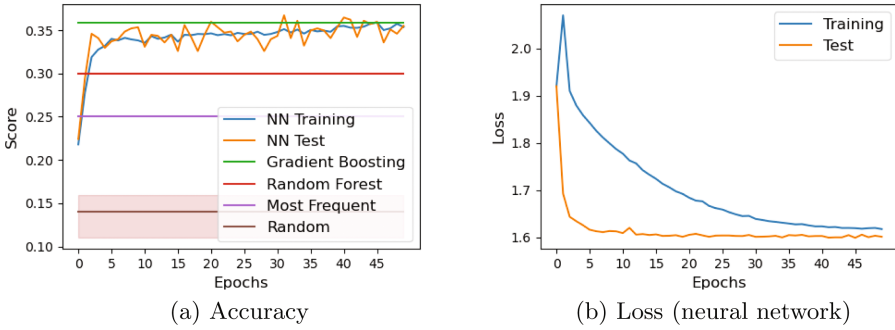 0.35
0.30
0.25
0.20
0.15
0.10
Score
NN Training
NN Test
Gradient Boosting
Random Forest
Most Frequent
Random
0 5 10 15 20 25 30 35 40 45
Epochs
(a) Accuracy
2.0
1.9
1.8
1.7
1.6
Loss
Training
Test
0 5 10 15 20 25 30 35 40 45
Epochs
(b) Loss (neural network)